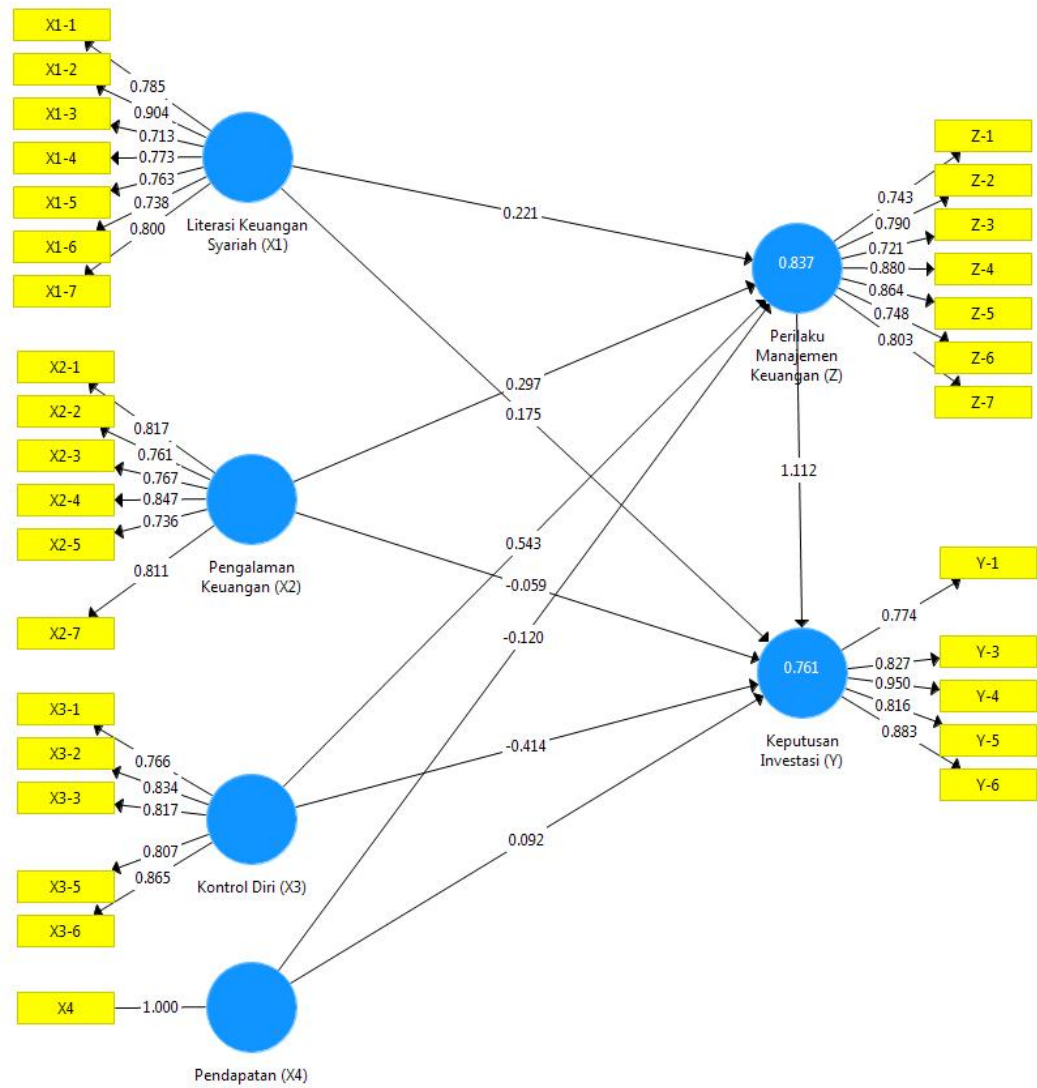 X1-1
X1-2
X1-3
X1-4
X1-5
X1-6
X1-7
0.785
0.904
0.713
0.773
0.763
0.738
0.800
Literasi Keuangan
Syariah (X1)
X2-1
X2-2
X2-3
X2-4
X2-5
X2-7
0.817
0.761
0.767
0.847
0.736
0.811
Pengalaman
Keuangan (X2)
X3-1
X3-2
X3-3
X3-5
X3-6
0.766
0.834
0.817
0.807
0.865
Kontrol Diri (X3)
X4
1.000
Pendapatan (X4)
0.221
0.297
0.175
0.543
-0.059
-0.120
-0.414
0.092
0.837
Perilaku
Manajemen
Keuangan (Z)
0.743
0.790
0.721
0.880
0.864
0.748
0.803
Z-1
Z-2
Z-3
Z-4
Z-5
Z-6
Z-7
1.112
0.761
Keputusan
Investasi (Y)
0.774
0.827
0.950
0.816
0.883
Y-1
Y-3
Y-4
Y-5
Y-6